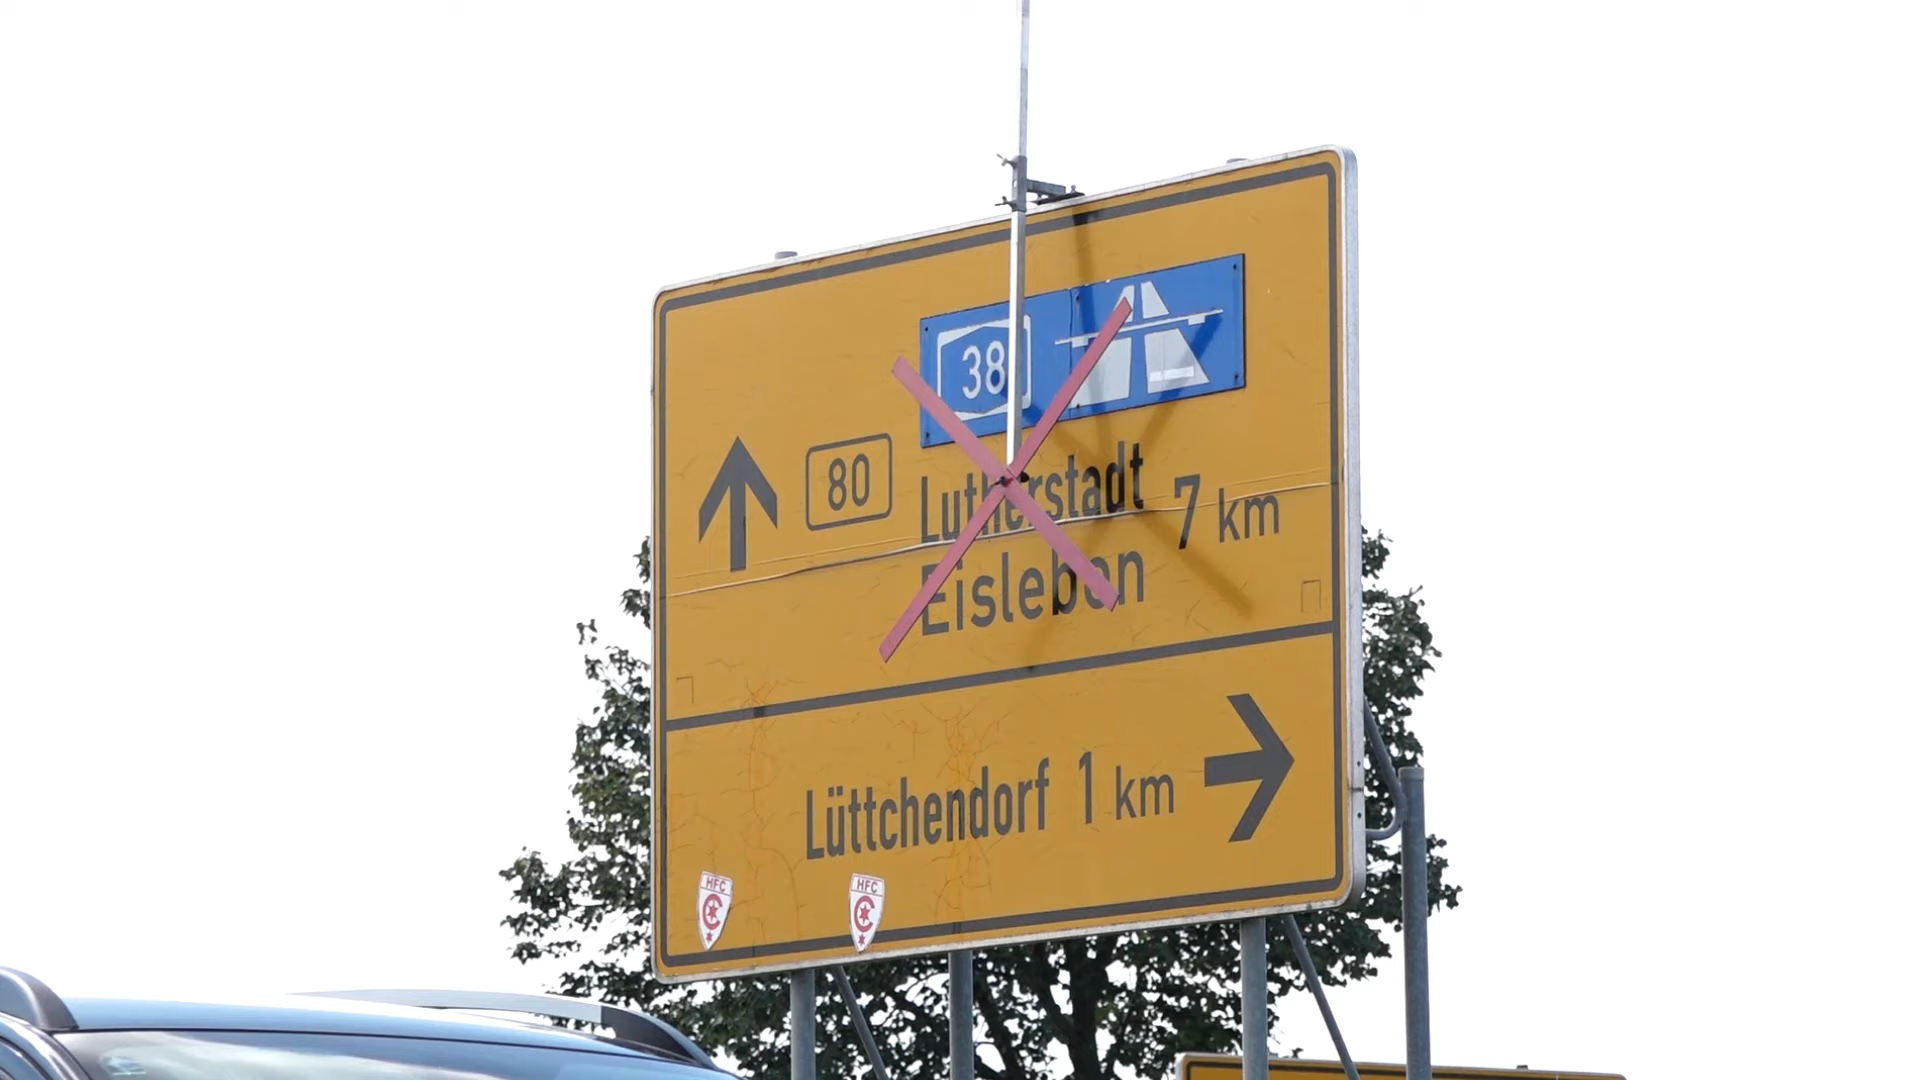 38
80
Lutherstadt
7 km
Eisleben
Lüttchendorf 1 km
HFC
HFC